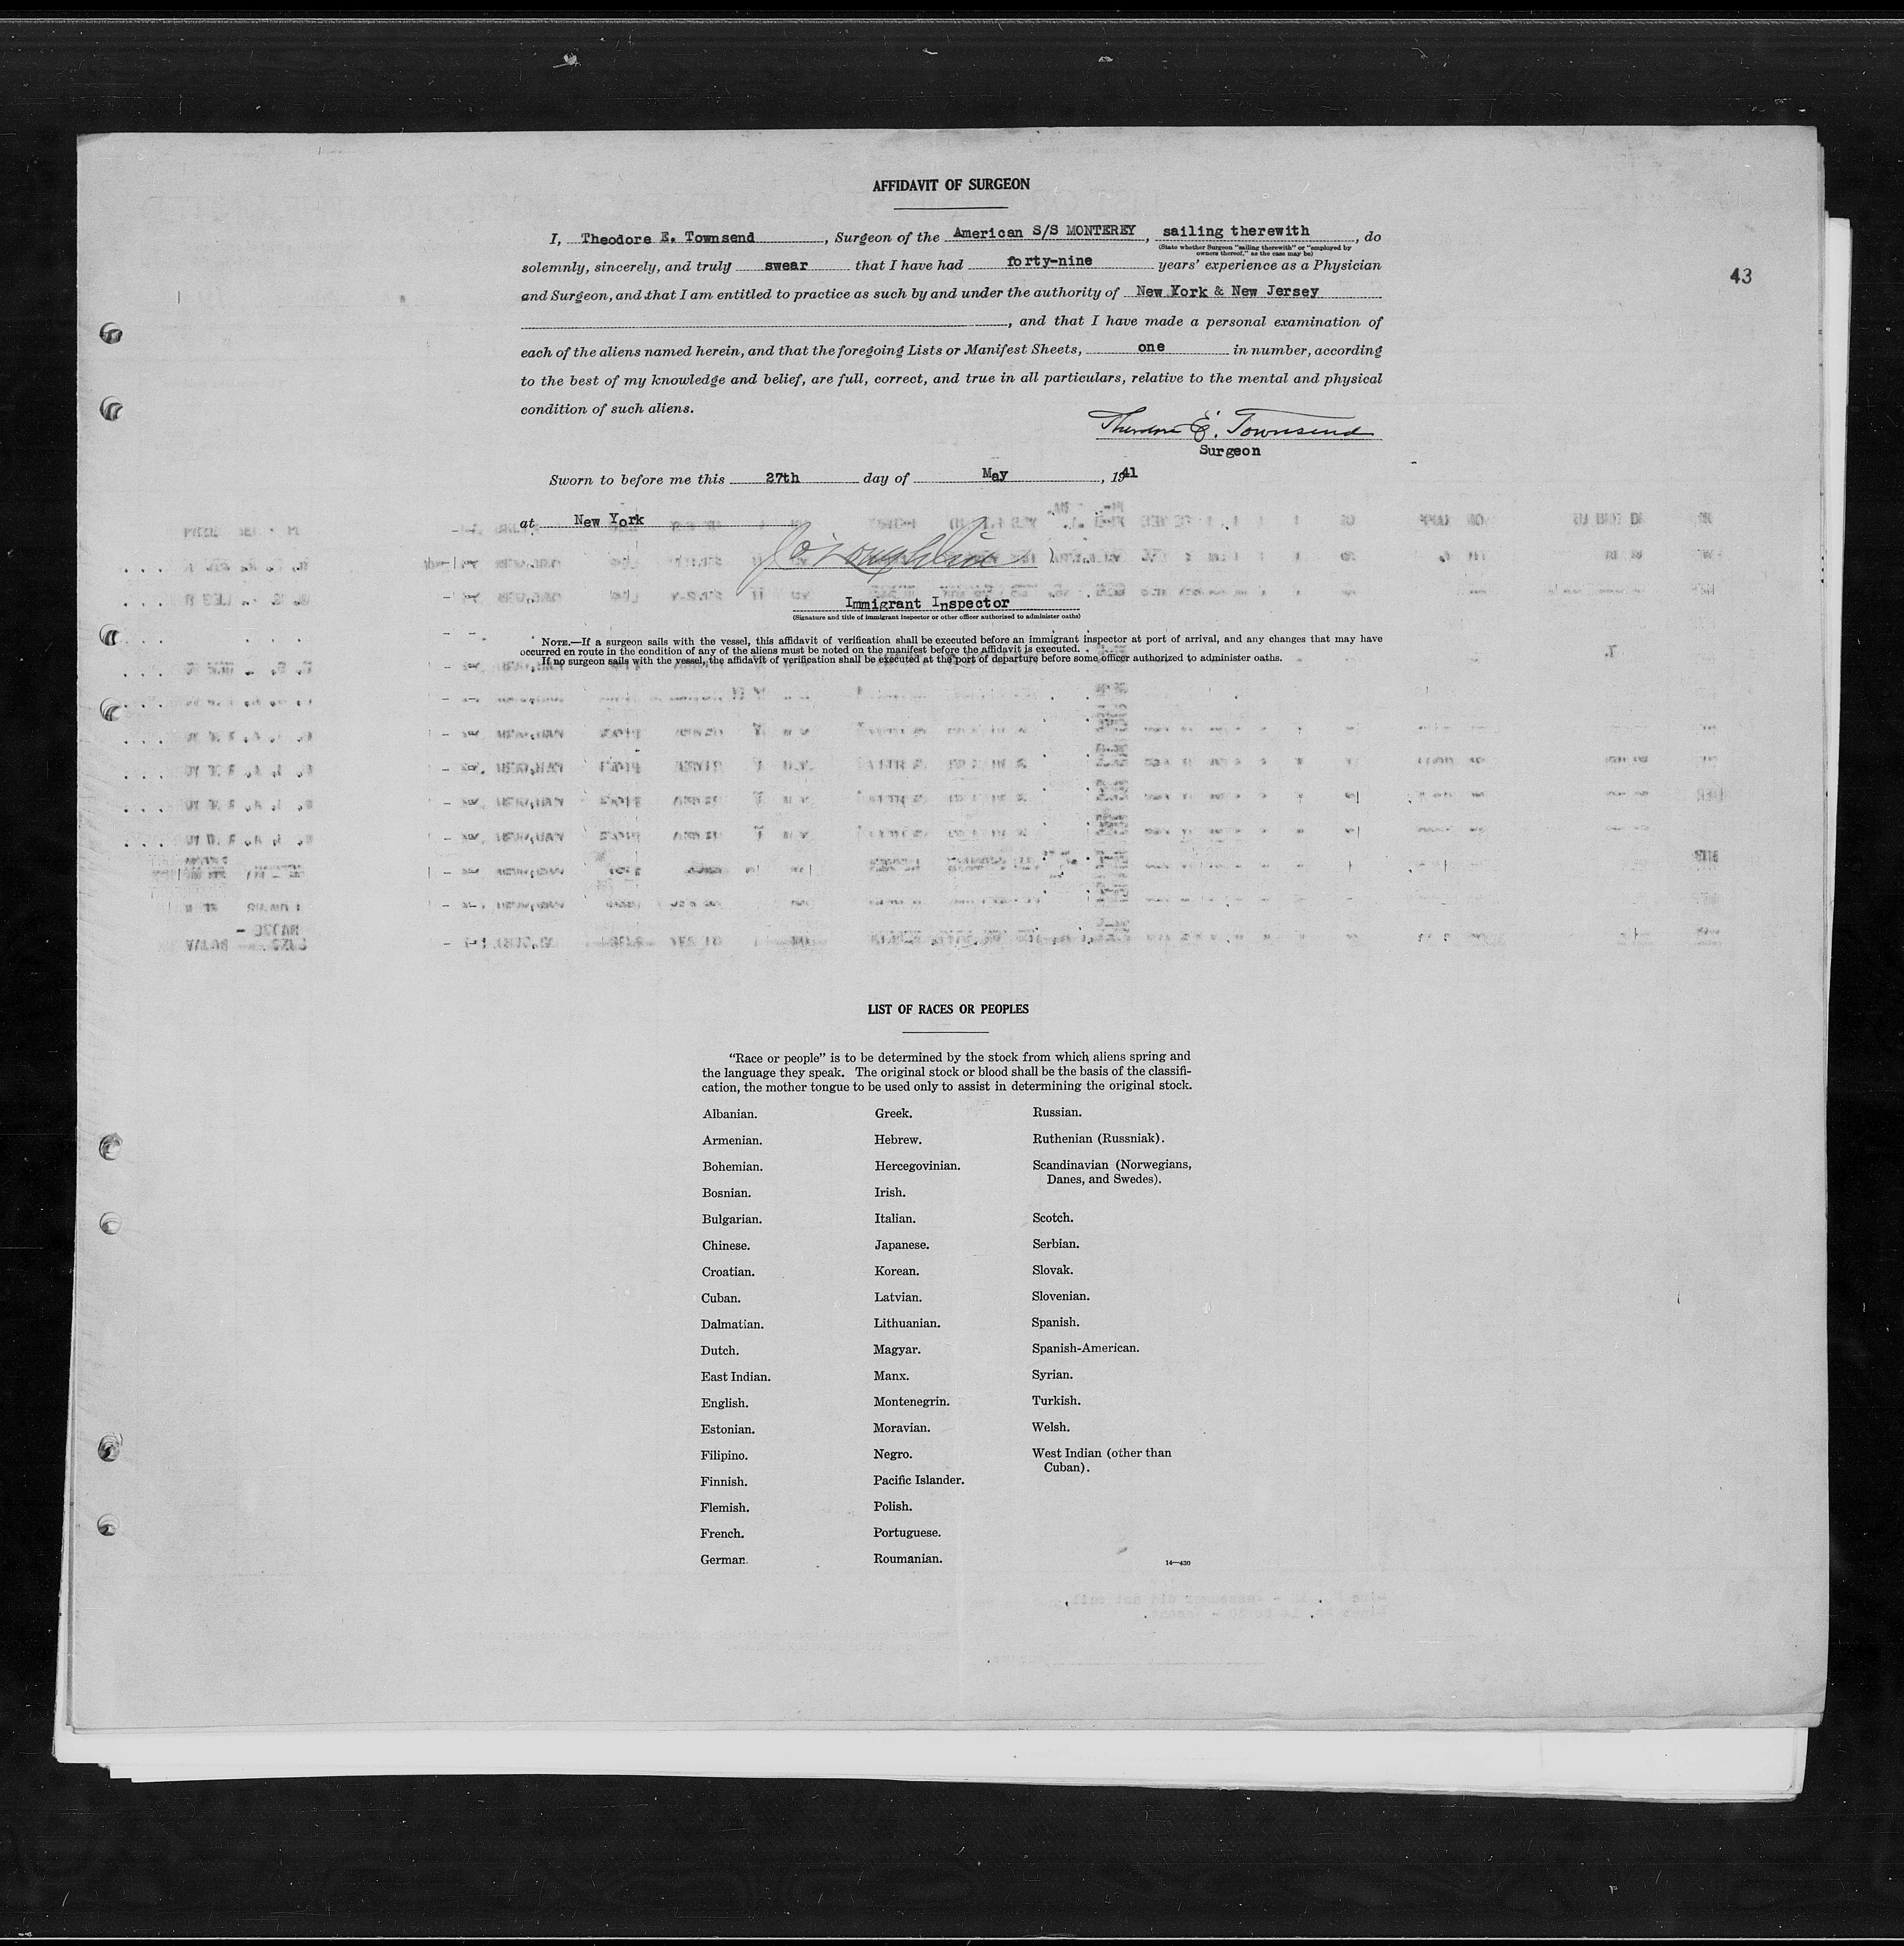 AFFIDAVIT OF SURGEON
I, Theodore E. Townsend, Surgeon of the American S/S MONTEREY, sailing therewith, do
(State whether Surgeon "sailing therewith" or "employed by
owners thereof," as the case may be)
solemnly, sincerely, and truly swear that I have had forty-nine years' experience as a Physician
43
and Surgeon, and that I am entitled to practice as such by and under the authority of New York & New Jersey
, and that I have made a personal examination of
each of the aliens named herein, and that the foregoing Lists or Manifest Sheets, one in number, according
to the best of my knowledge and belief, are full, correct, and true in all particulars, relative to the mental and physical
condition of such aliens.
Theodore E. Townsend
Surgeon
Sworn to before me this 27th day of May, 1941
at New York
Immigrant Inspector
(Signature and title of immigrant inspector or other officer authorized to administer oaths)
NOTE.—If a surgeon sails with the vessel, this affidavit of verification shall be executed before an immigrant inspector at port of arrival, and any changes that may have
occurred en route in the condition of any of the aliens must be noted on the manifest before the affidavit is executed.
If no surgeon sails with the vessel, the affidavit of verification shall be executed at the port of departure before some officer authorized to administer oaths.
LIST OF RACES OR PEOPLES
"Race or people" is to be determined by the stock from which aliens spring and
the language they speak. The original stock or blood shall be the basis of the classifi-
cation, the mother tongue to be used only to assist in determining the original stock.
Albanian.
Armenian.
Bohemian.
Bosnian.
Bulgarian.
Chinese.
Croatian.
Cuban.
Dalmatian.
Dutch.
East Indian.
English.
Estonian.
Filipino.
Finnish.
Flemish.
French.
German.
Greek.
Hebrew.
Hercegovinian.
Irish.
Italian.
Japanese.
Korean.
Latvian.
Lithuanian.
Magyar.
Manx.
Montenegrin.
Moravian.
Negro.
Pacific Islander.
Polish.
Portuguese.
Roumanian.
Russian.
Ruthenian (Russniak).
Scandinavian (Norwegians,
Danes, and Swedes).
Scotch.
Serbian.
Slovak.
Slovenian.
Spanish.
Spanish-American.
Syrian.
Turkish.
Welsh.
West Indian (other than
Cuban).
14—430